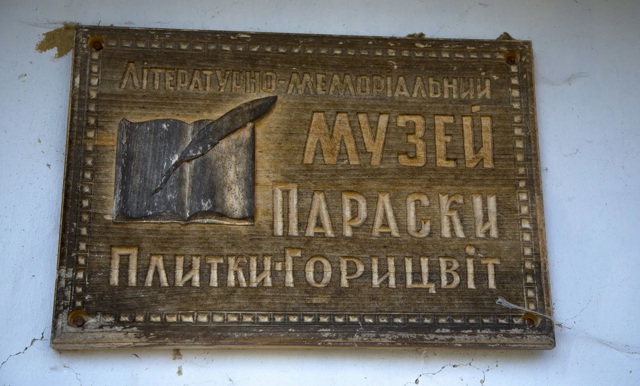 Літературно-меморіальний
Музей
Параски
Плитки-Горицвіт